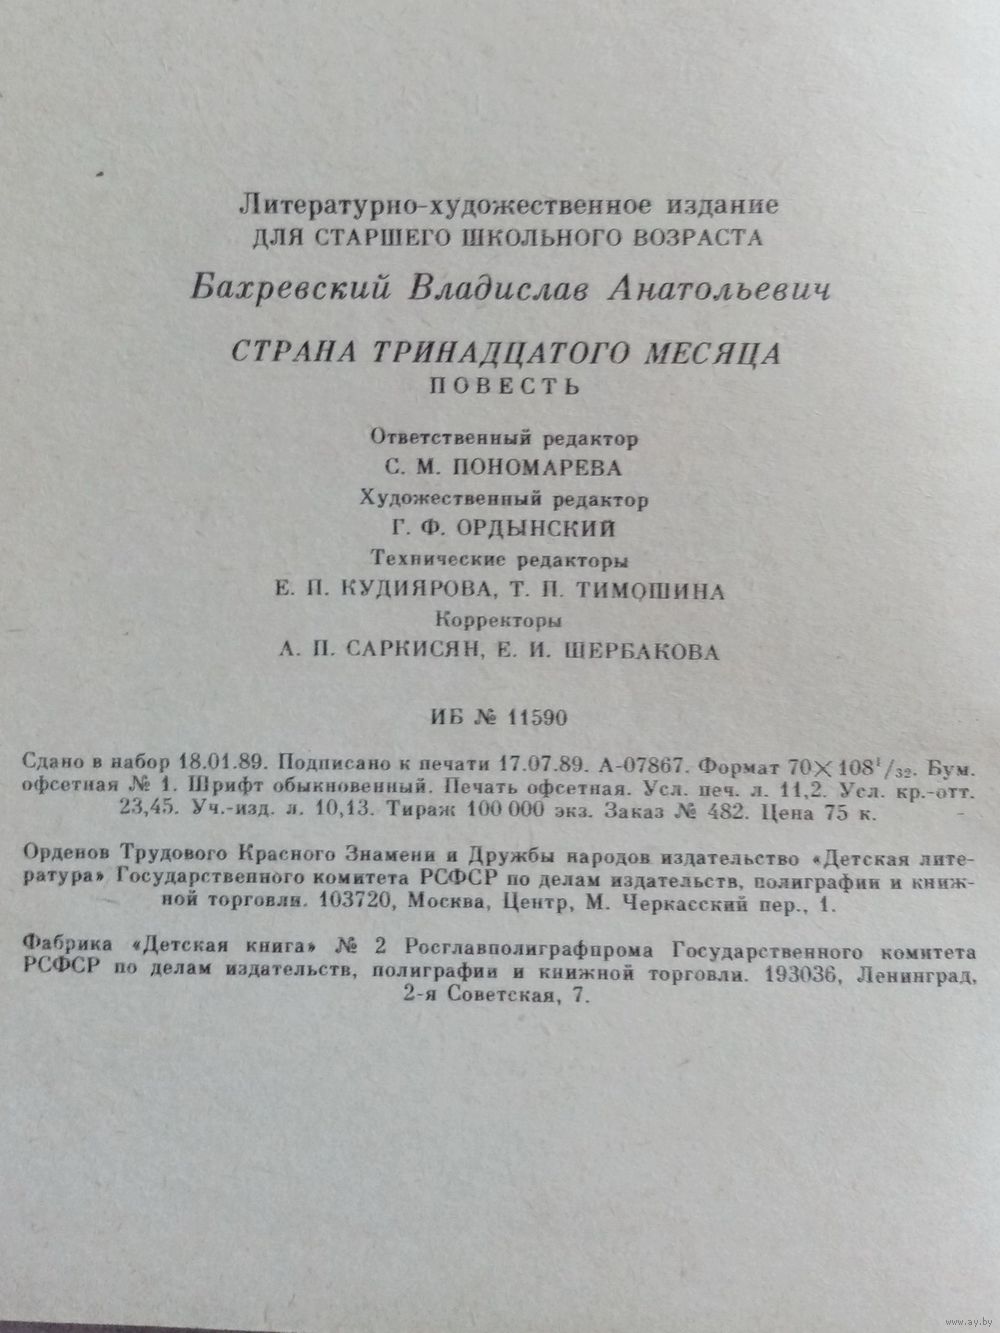 Литературно-художественное издание
ДЛЯ СТАРШЕГО ШКОЛЬНОГО ВОЗРАСТА
Бахревский Владислав Анатольевич
СТРАНА ТРИНАДЦАТОГО МЕСЯЦА
ПОВЕСТЬ
Ответственный редактор
С. М. ПОНОМАРЕВА
Художественный редактор
Г. Ф. ОРДЫНСКИЙ
Технические редакторы
Е. П. КУДИЯРОВА, Т. П. ТИМОШИНА
Корректоры
А. П. САРКИСЯН, Е. И. ЩЕРБАКОВА
ИБ № 11590
Сдано в набор 18.01.89. Подписано к печати 17.07.89. А-07867. Формат 70×108¹/₃₂. Бум.
офсетная № 1. Шрифт обыкновенный. Печать офсетная. Усл. печ. л. 11,2. Усл. кр.-отт.
23,45. Уч.-изд. л. 10,13. Тираж 100 000 экз. Заказ № 482. Цена 75 к.
Орденов Трудового Красного Знамени и Дружбы народов издательство «Детская лите-
ратура» Государственного комитета РСФСР по делам издательств, полиграфии и книж-
ной торговли. 103720, Москва, Центр, М. Черкасский пер., 1.
Фабрика «Детская книга» № 2 Росглавполиграфпрома Государственного комитета
РСФСР по делам издательств, полиграфии и книжной торговли. 193036, Ленинград,
2-я Советская, 7.
www.ay.by